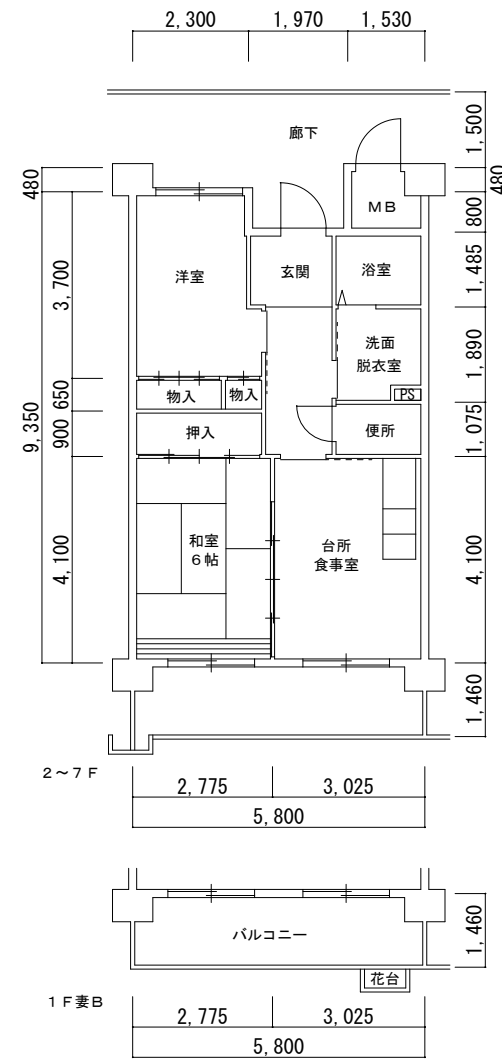 2,300 1,970 1,530
廊下
1,500
480
480
MB
800
洋室
玄関
浴室
1,485
3,700
洗面
脱衣室
1,890
PS
物入
物入
650
9,350
押入
900
便所
1,075
和室
6帖
台所
食事室
4,100
4,100
1,460
2~7F
2,775 3,025
5,800
バルコニー
1,460
花台
1F妻B
2,775 3,025
5,800